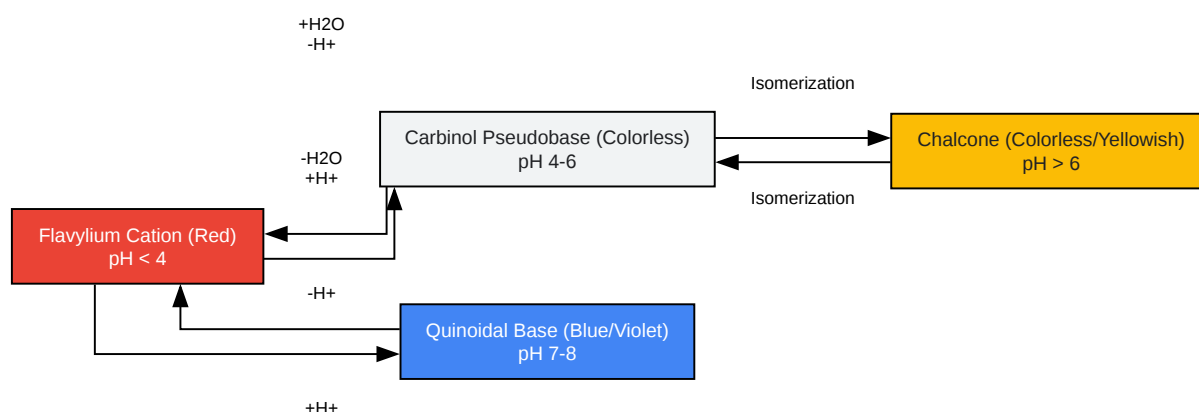 +H2O
-H+
Isomerization
Carbinol Pseudobase (Colorless)
pH 4-6
Chalcone (Colorless/Yellowish)
pH > 6
-H2O
+H+
Isomerization
Flavylium Cation (Red)
pH < 4
-H+
Quinoidal Base (Blue/Violet)
pH 7-8
+H+